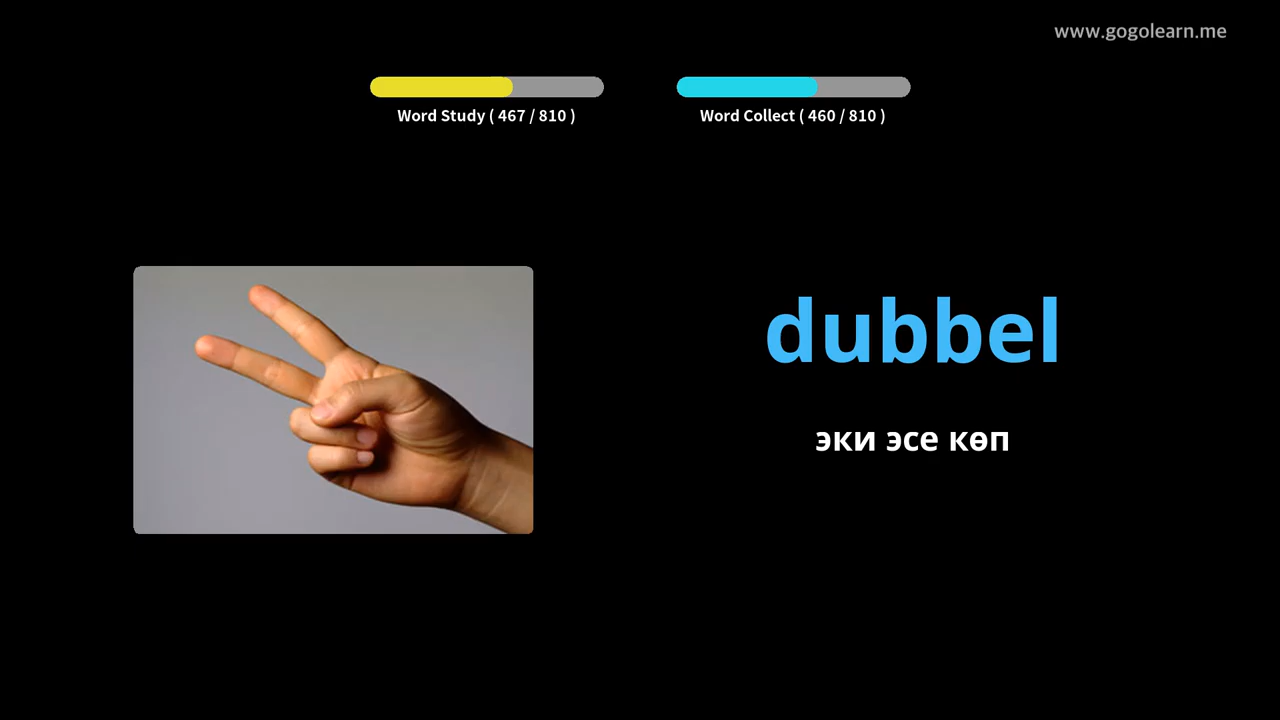 www.gogolearn.me
Word Study ( 467 / 810 )
Word Collect ( 460 / 810 )
dubbel
эки эсе көп